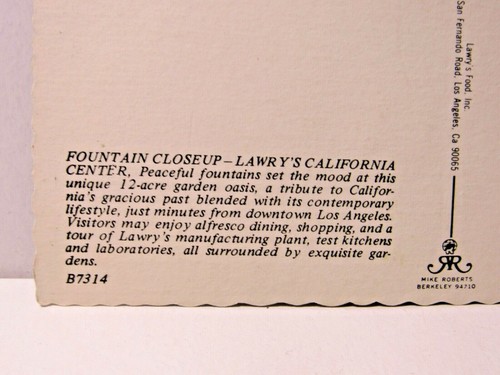 FOUNTAIN CLOSEUP – LAWRY'S CALIFORNIA
CENTER, Peaceful fountains set the mood at this
unique 12-acre garden oasis, a tribute to Califor-
nia's gracious past blended with its contemporary
lifestyle, just minutes from downtown Los Angeles.
Visitors may enjoy alfresco dining, shopping, and a
tour of Lawry's manufacturing plant, test kitchens
and laboratories, all surrounded by exquisite gar-
dens.
B7314
Lawry's Food, Inc.
San Fernando Road, Los Angeles, Ca 90065
MIKE ROBERTS
BERKELEY 94710